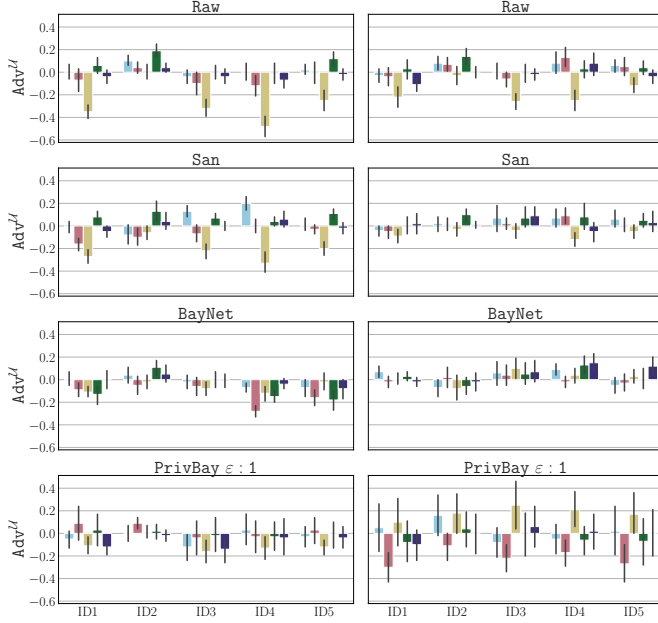 Raw Raw
Adv^𝒰 0.4 0.2 0.0 −0.2 −0.4 −0.6
San San
Adv^𝒰 0.4 0.2 0.0 −0.2 −0.4 −0.6
BayNet BayNet
Adv^𝒰 0.4 0.2 0.0 −0.2 −0.4 −0.6
PrivBay ε : 1 PrivBay ε : 1
Adv^𝒰 0.4 0.2 0.0 −0.2 −0.4 −0.6
ID1 ID2 ID3 ID4 ID5 ID1 ID2 ID3 ID4 ID5